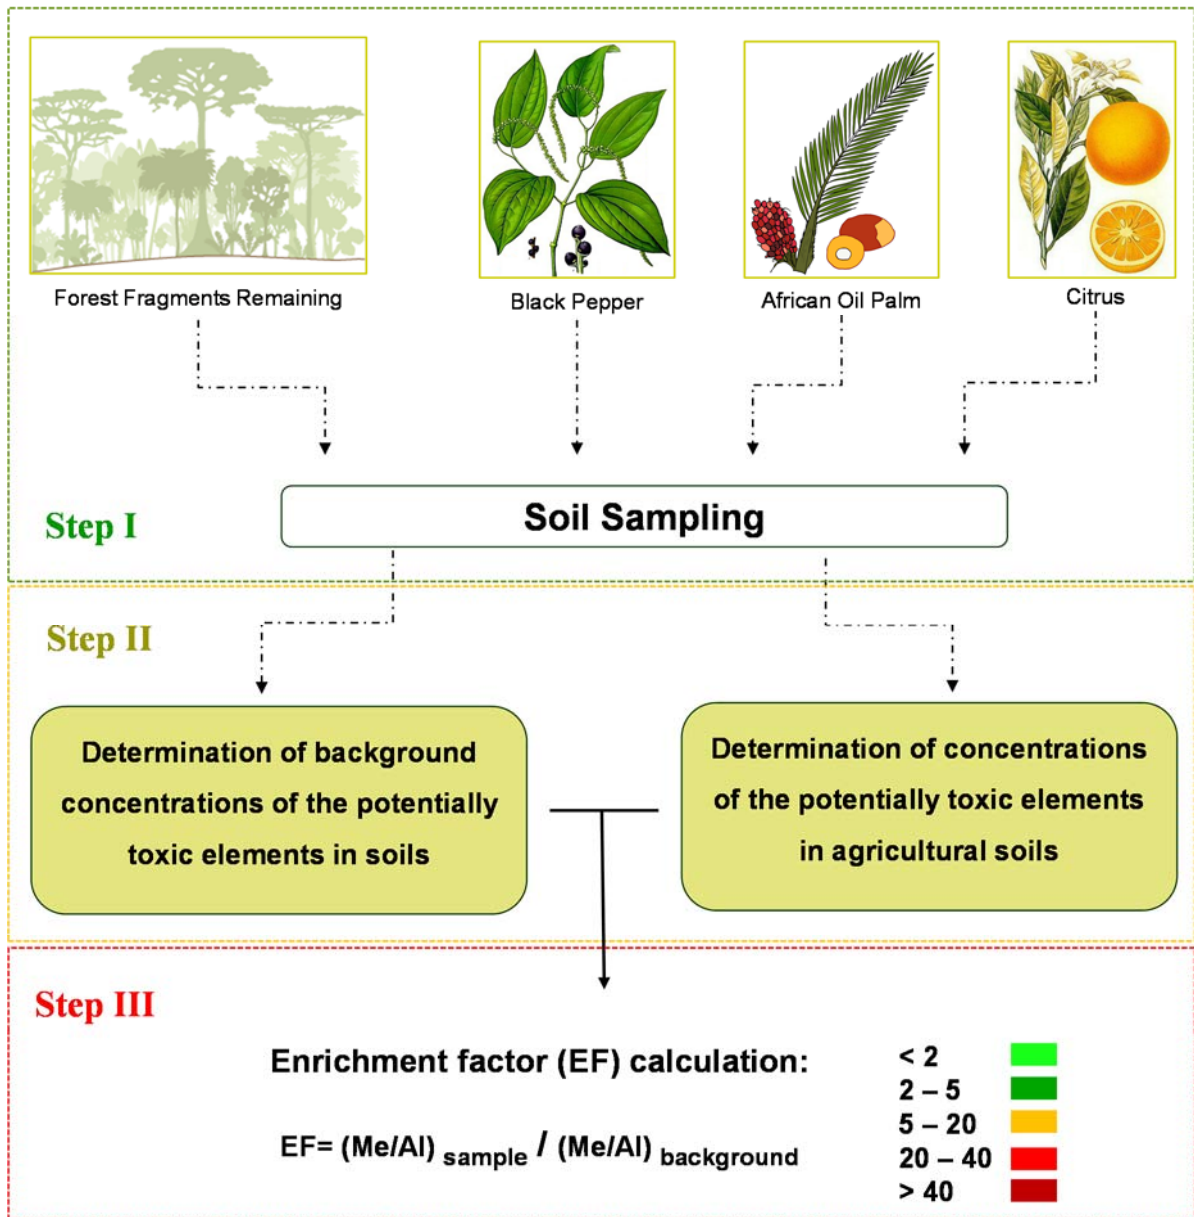 Forest Fragments Remaining
Black Pepper
African Oil Palm
Citrus
Step I
Soil Sampling
Step II
Determination of background
concentrations of the potentially
toxic elements in soils
Determination of concentrations
of the potentially toxic elements
in agricultural soils
Step III
Enrichment factor (EF) calculation:
EF= (Me/Al) sample / (Me/Al) background
< 2
2 – 5
5 – 20
20 – 40
> 40